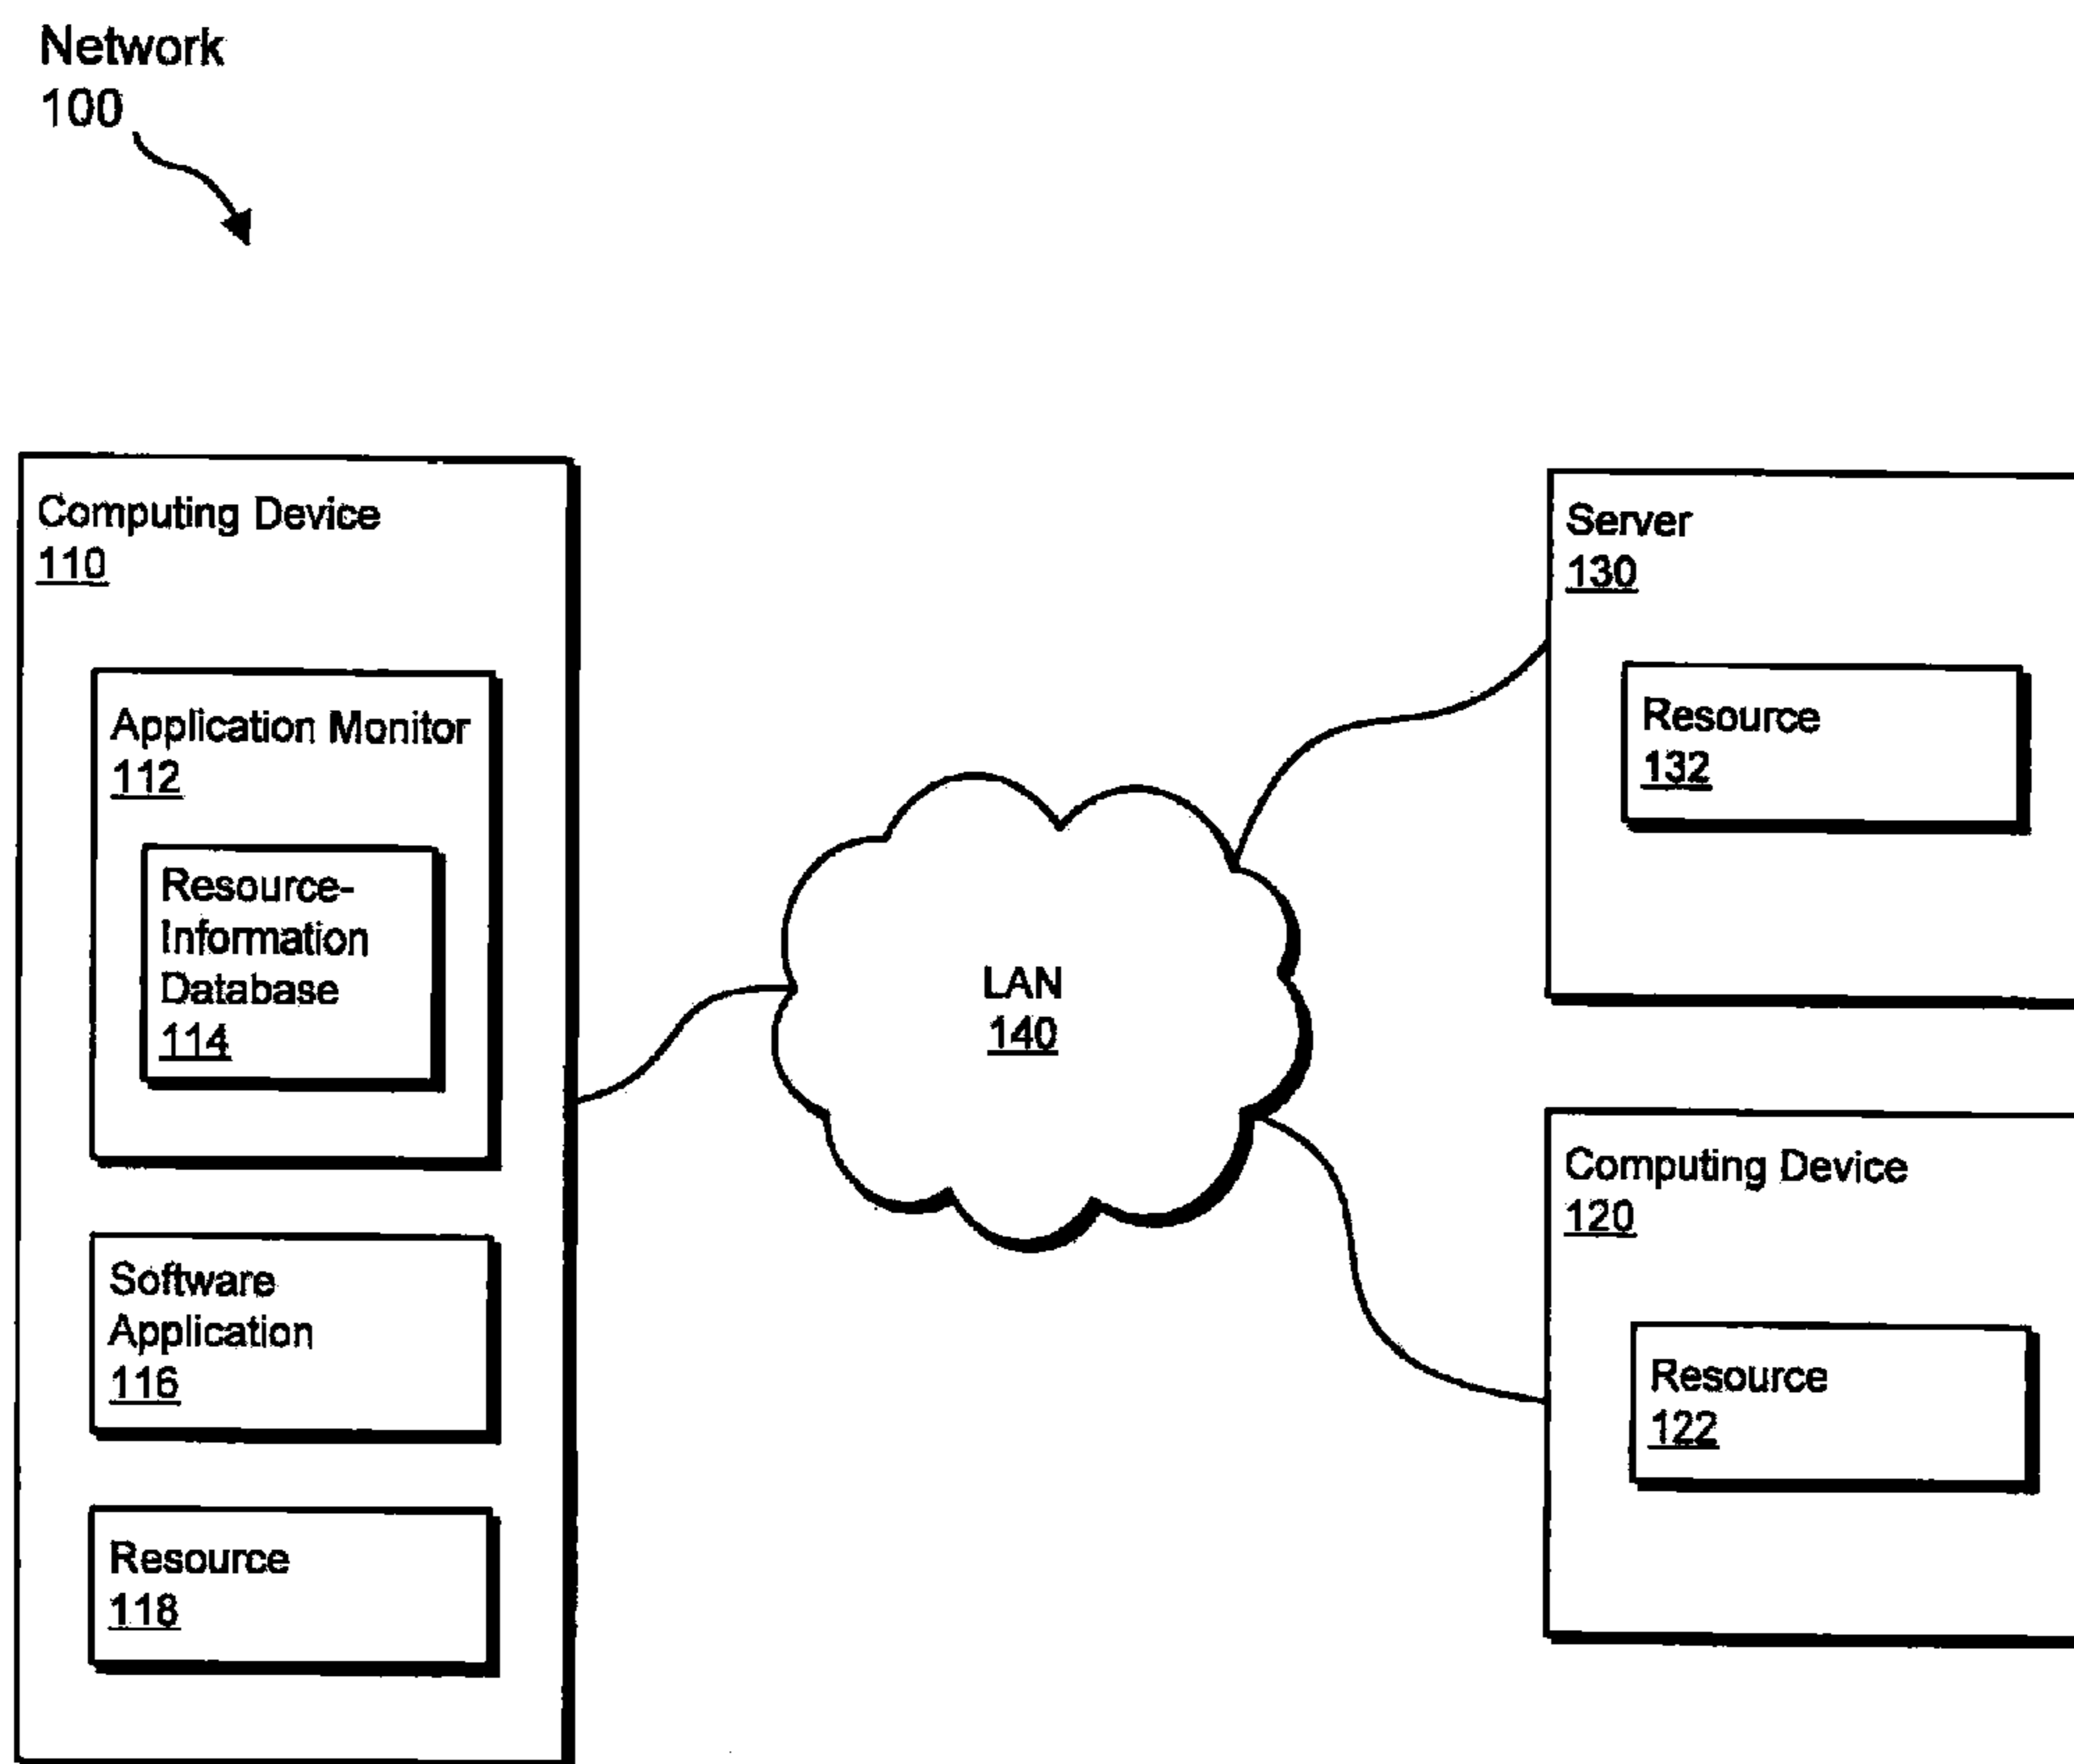 Network
100
Computing Device
110
Application Monitor
112
Resource-
Information
Database
114
Software
Application
116
Resource
118
LAN
140
Server
130
Resource
132
Computing Device
120
Resource
122